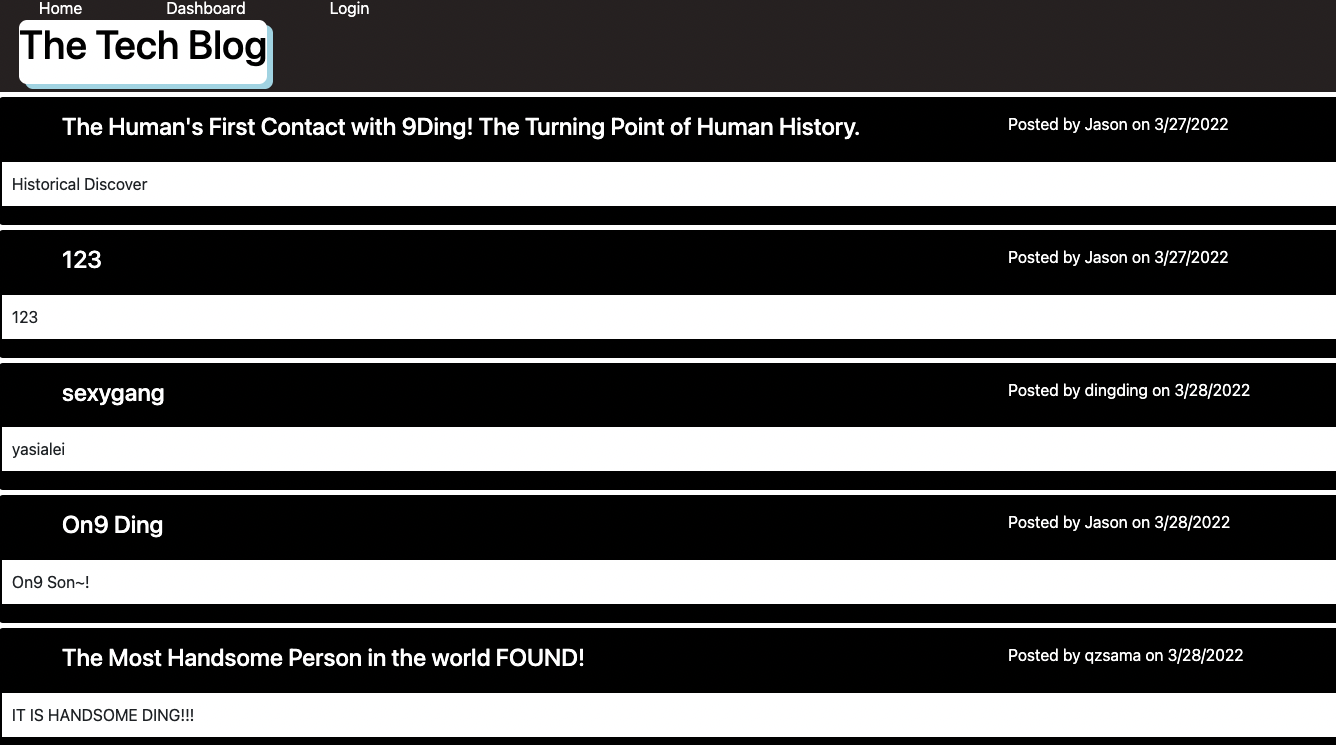 Home Dashboard Login
The Tech Blog
The Human's First Contact with 9Ding! The Turning Point of Human History. Posted by Jason on 3/27/2022
Historical Discover
123 Posted by Jason on 3/27/2022
123
sexygang Posted by dingding on 3/28/2022
yasialei
On9 Ding Posted by Jason on 3/28/2022
On9 Son~!
The Most Handsome Person in the world FOUND! Posted by qzsama on 3/28/2022
IT IS HANDSOME DING!!!